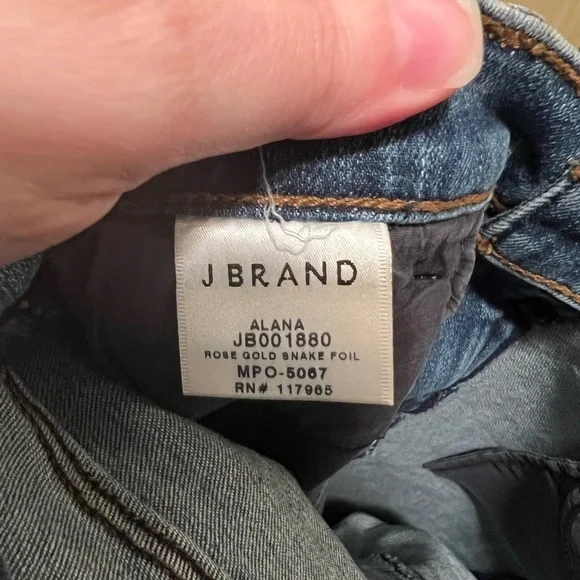 J BRAND
ALANA
JB001880
ROSE GOLD SNAKE FOIL
MPO-5067
RN# 117965